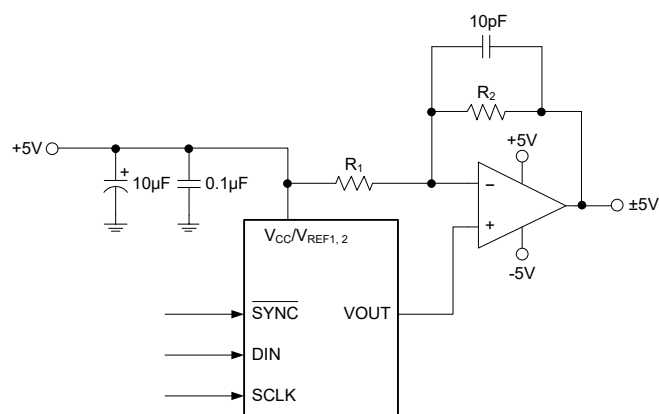 10pF
R2
+5V
R1
+5V
+
10μF
0.1μF
−
+
±5V
-5V
VCC/VREF1, 2
SYNC
VOUT
DIN
SCLK